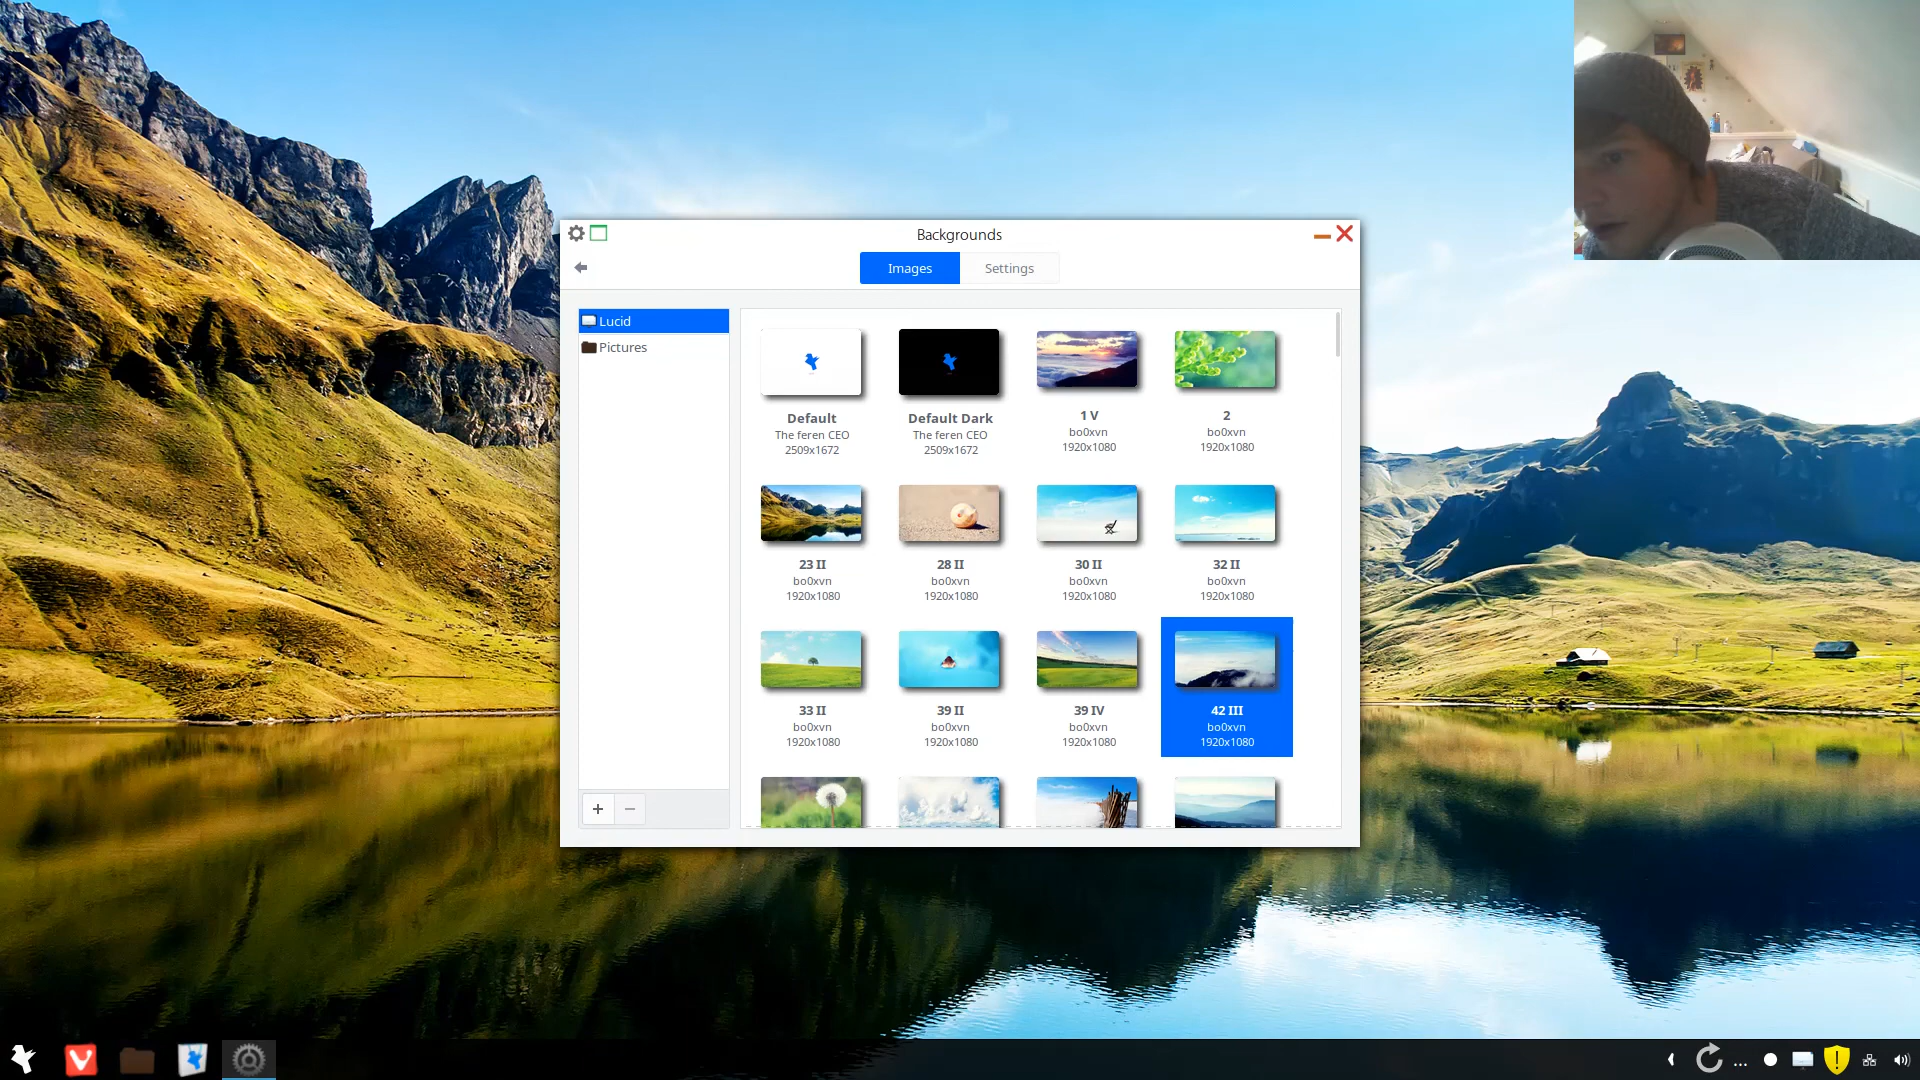 Backgrounds
Images
Settings
Lucid
Pictures
Default
The feren CEO
2509x1672
Default Dark
The feren CEO
2509x1672
1 V
bo0xvn
1920x1080
2
bo0xvn
1920x1080
23 II
bo0xvn
1920x1080
28 II
bo0xvn
1920x1080
30 II
bo0xvn
1920x1080
32 II
bo0xvn
1920x1080
33 II
bo0xvn
1920x1080
39 II
bo0xvn
1920x1080
39 IV
bo0xvn
1920x1080
42 III
bo0xvn
1920x1080